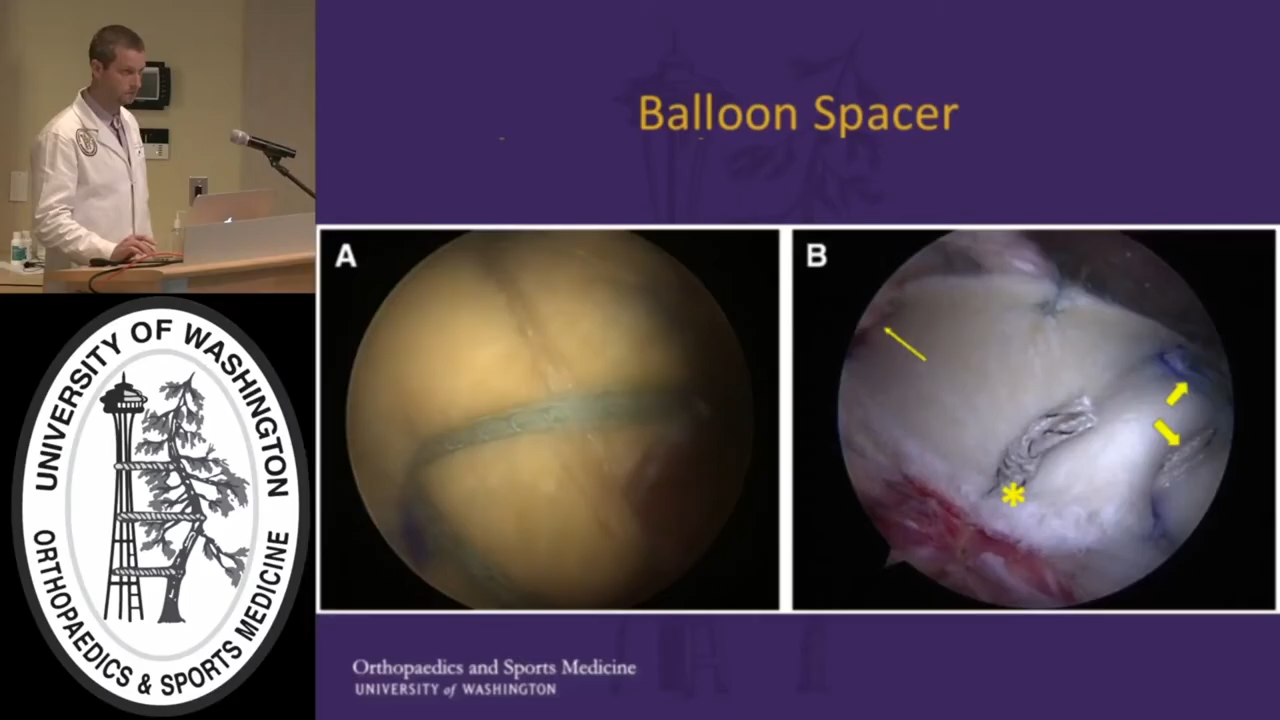 Balloon Spacer
A
B
*
UNIVERSITY OF WASHINGTON
ORTHOPAEDICS & SPORTS MEDICINE
Orthopaedics and Sports Medicine
UNIVERSITY of WASHINGTON